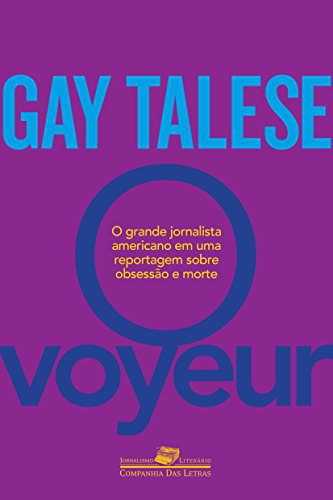 GAY TALESE
O
O grande jornalista
americano em uma
reportagem sobre
obsessão e morte
voyeur
JORNALISMO LITERÁRIO
COMPANHIA DAS LETRAS